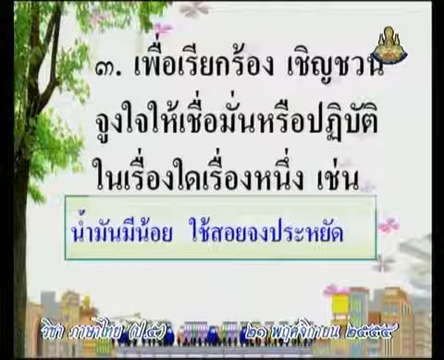 ๓. เพื่อเรียกร้อง เชิญชวน
จูงใจให้เชื่อมั่นหรือปฏิบัติ
ในเรื่องใดเรื่องหนึ่ง เช่น
น้ำมันมีน้อย ใช้สอยจงประหยัด
วิชา ภาษาไทย (ป.๕) ๒๑ พฤศจิกายน ๒๕๕๔